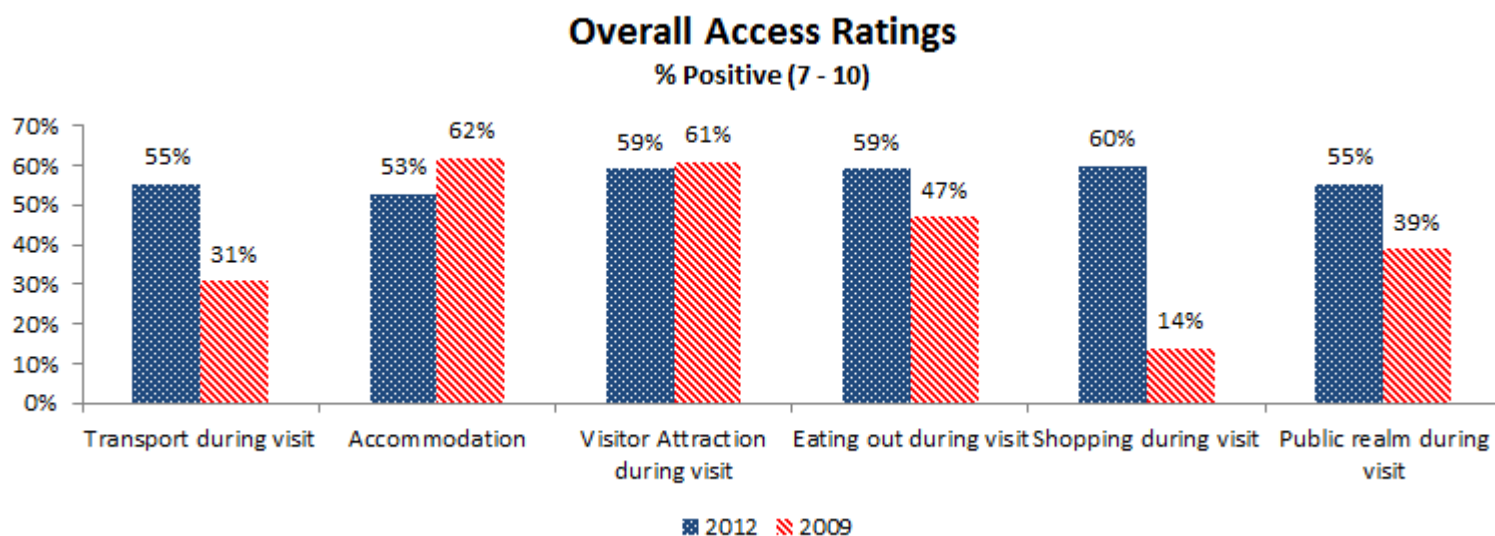 Overall Access Ratings
% Positive (7 - 10)
70%
60%
50%
40%
30%
20%
10%
0%
55%
31%
53%
62%
59%
61%
59%
47%
60%
14%
55%
39%
Transport during visit
Accommodation
Visitor Attraction
during visit
Eating out during visit
Shopping during visit
Public realm during
visit
2012
2009